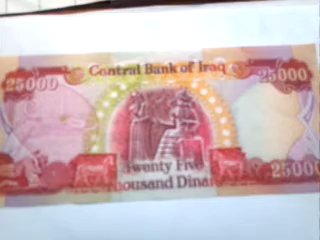 Central Bank of Iraq
25000 25000
Twenty Five
Thousand Dinars
25000